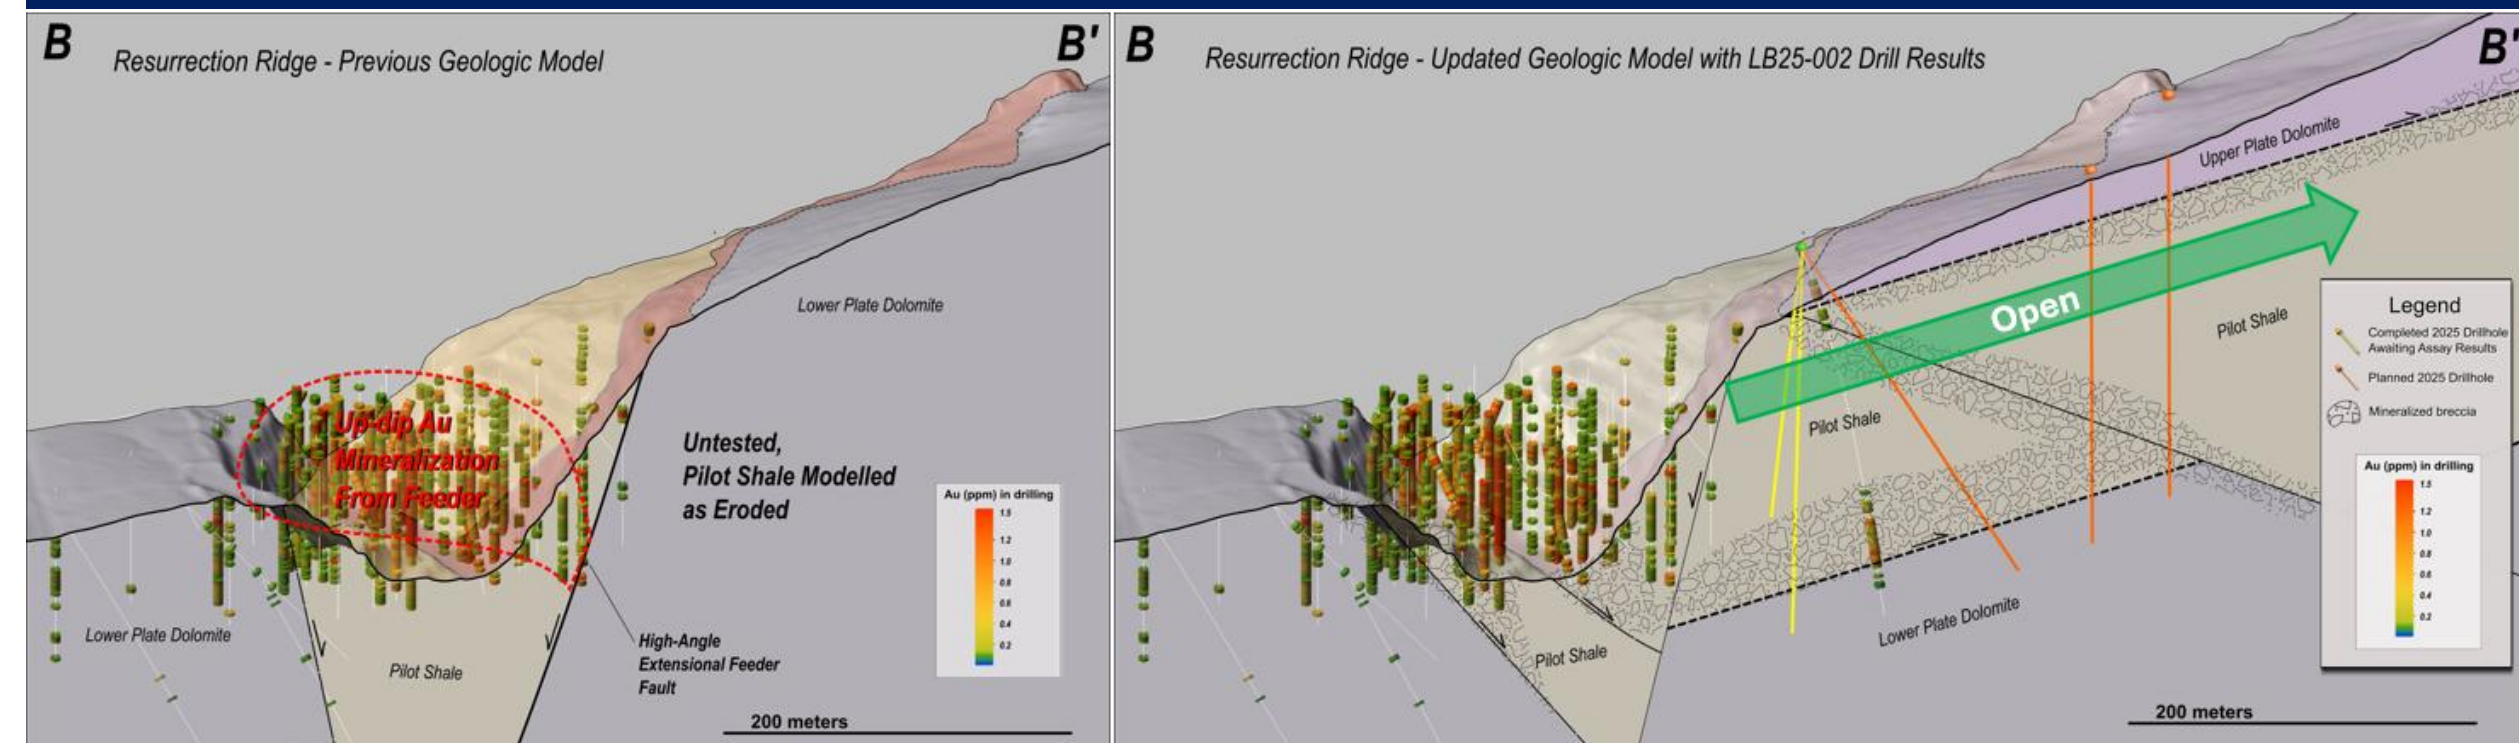 B
B'
Resurrection Ridge - Previous Geologic Model
Lower Plate Dolomite
Up-dip Au
Mineralization
From Feeder
Untested,
Pilot Shale Modelled
as Eroded
Au (ppm) in drilling
1.5
1.2
1.0
0.8
0.6
0.4
0.2
Lower Plate Dolomite
Pilot Shale
High-Angle
Extensional Feeder
Fault
200 meters
B
B'
Resurrection Ridge - Updated Geologic Model with LB25-002 Drill Results
Upper Plate Dolomite
Open
Pilot Shale
Pilot Shale
Lower Plate Dolomite
Pilot Shale
Legend
Completed 2025 Drillhole
Awaiting Assay Results
Planned 2025 Drillhole
Mineralized breccia
Au (ppm) in drilling
1.5
1.2
1.0
0.8
0.6
0.4
0.2
200 meters